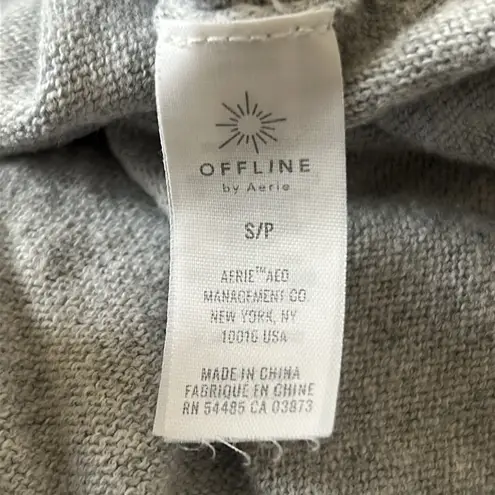 OFFLINE
by Aerie
S/P
AERIE™AEO
MANAGEMENT CO.
NEW YORK, NY
10016 USA
MADE IN CHINA
FABRIQUÉ EN CHINE
RN 54485 CA 03873